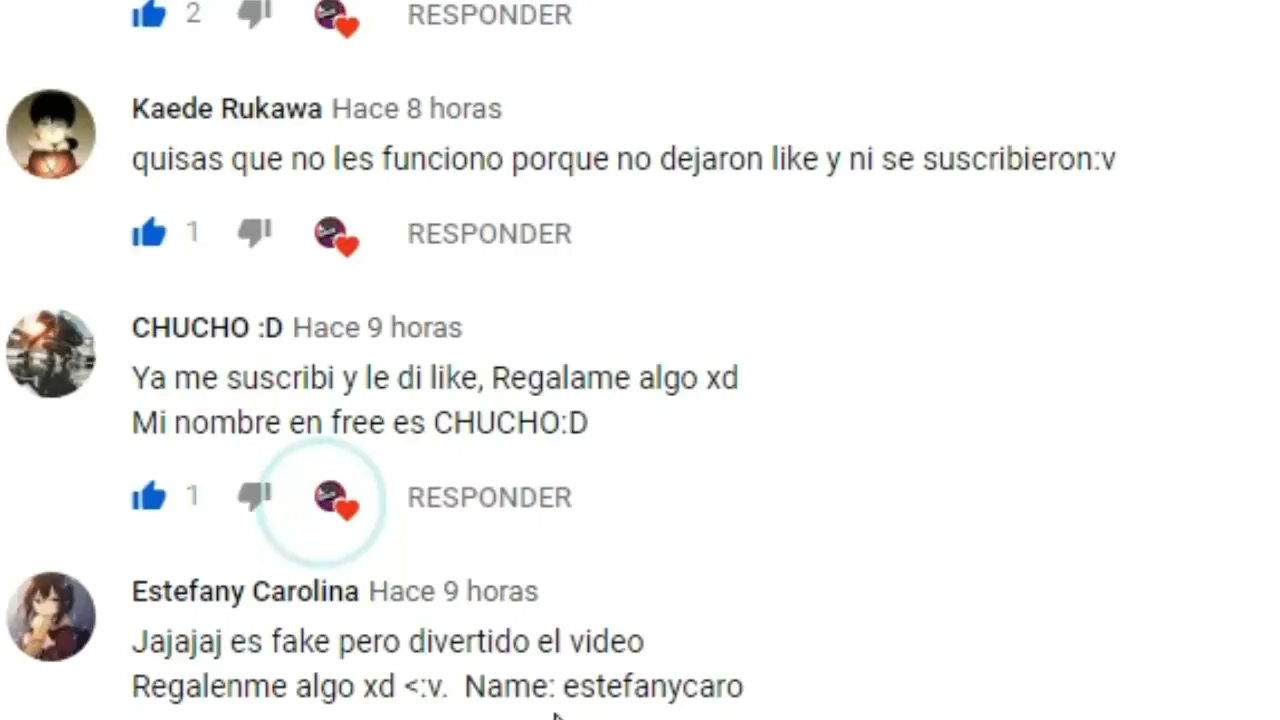 2 RESPONDER
Kaede Rukawa Hace 8 horas
quisas que no les funciono porque no dejaron like y ni se suscribieron:v
1 RESPONDER
CHUCHO :D Hace 9 horas
Ya me suscribi y le di like, Regalame algo xd
Mi nombre en free es CHUCHO:D
1 RESPONDER
Estefany Carolina Hace 9 horas
Jajajaj es fake pero divertido el video
Regalenme algo xd <:v. Name: estefanycaro